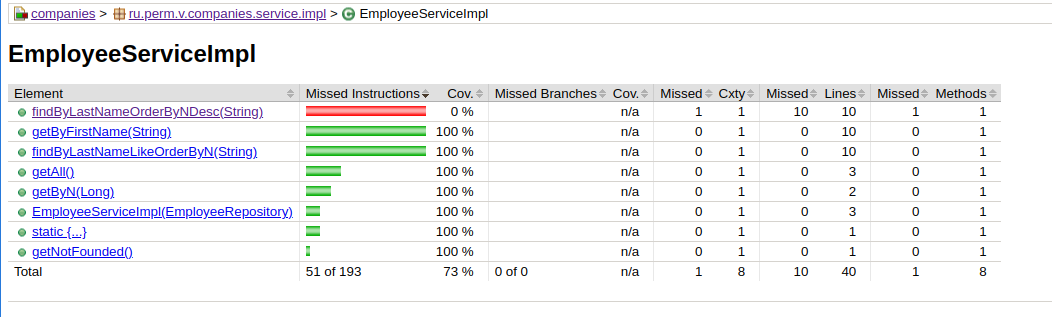 companies > ru.perm.v.companies.service.impl > EmployeeServiceImpl
EmployeeServiceImpl
Element Missed Instructions Cov. Missed Branches Cov. Missed Cxty Missed Lines Missed Methods
findByLastNameOrderByNDesc(String) 0 % n/a 1 1 10 10 1 1
getByFirstName(String) 100 % n/a 0 1 0 10 0 1
findByLastNameLikeOrderByN(String) 100 % n/a 0 1 0 10 0 1
getAll() 100 % n/a 0 1 0 3 0 1
getByN(Long) 100 % n/a 0 1 0 2 0 1
EmployeeServiceImpl(EmployeeRepository) 100 % n/a 0 1 0 3 0 1
static {...} 100 % n/a 0 1 0 1 0 1
getNotFounded() 100 % n/a 0 1 0 1 0 1
Total 51 of 193 73 % 0 of 0 n/a 1 8 10 40 1 8